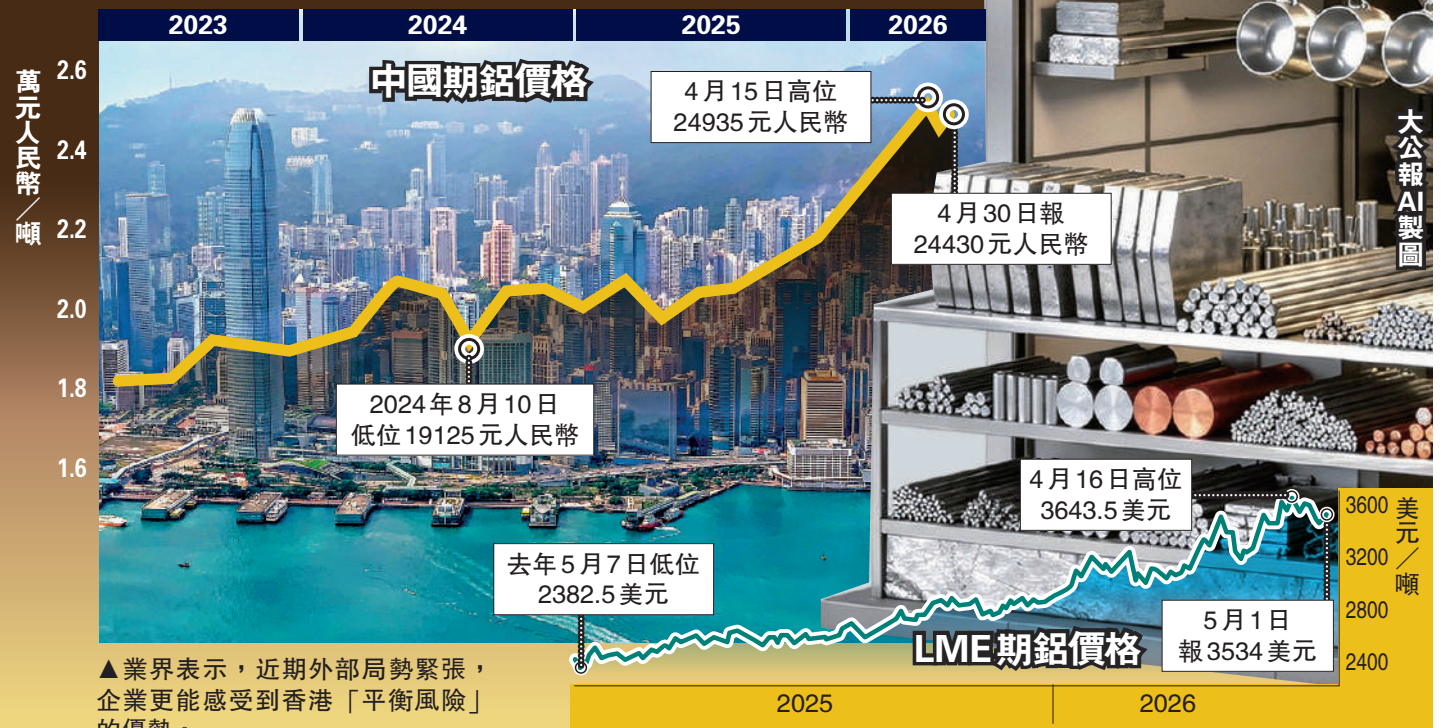 2023
2024
2025
2026
中國期鋁價格
萬元人民幣／噸
2.6
2.4
2.2
2.0
1.8
1.6
4月15日高位
24935元人民幣
4月30日報
24430元人民幣
2024年8月10日
低位19125元人民幣
大公報AI製圖
4月16日高位
3643.5美元
去年5月7日低位
2382.5美元
5月1日
報3534美元
LME期鋁價格
3600
3200
2800
2400
美元／噸
2025
2026
▲業界表示，近期外部局勢緊張，
企業更能感受到香港「平衡風險」
的優勢。